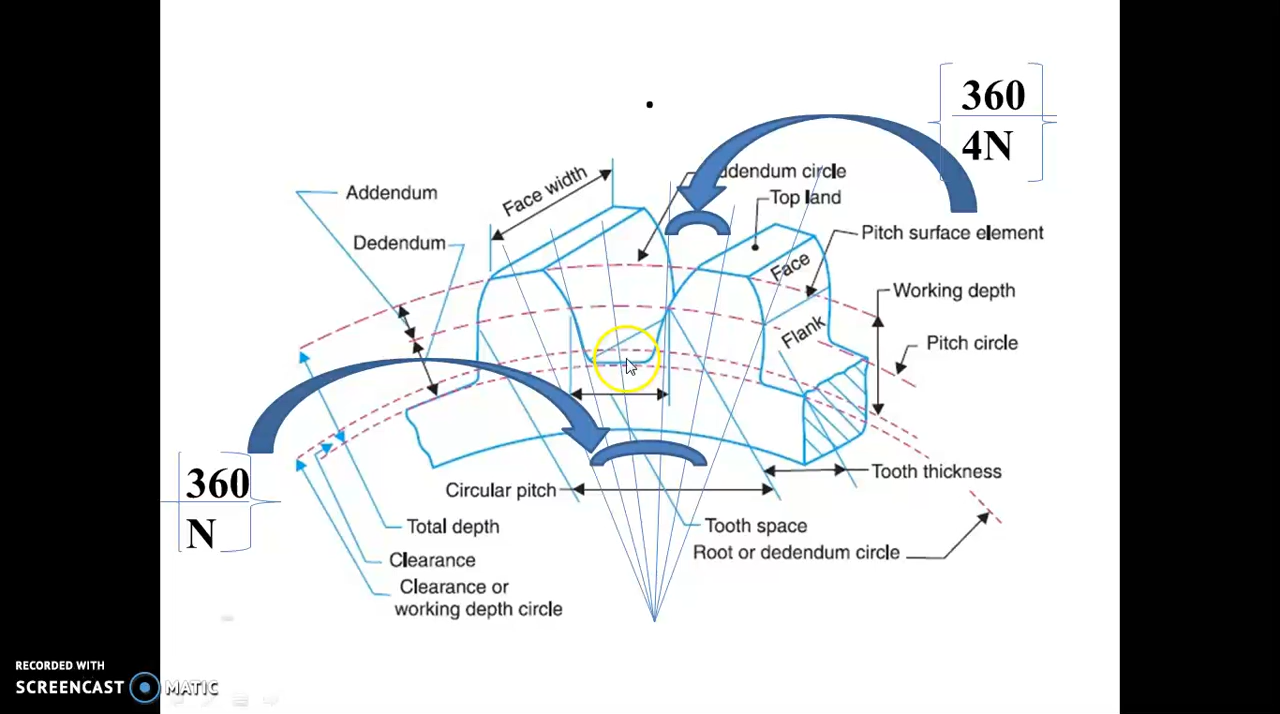 360
4N
Face width
ddendum circle
Addendum
Top land
Dedendum
Pitch surface element
Face
Working depth
Flank
Pitch circle
360
N
Tooth thickness
Circular pitch
Total depth
Tooth space
Root or dedendum circle
Clearance
Clearance or
working depth circle
RECORDED WITH
SCREENCAST MATIC